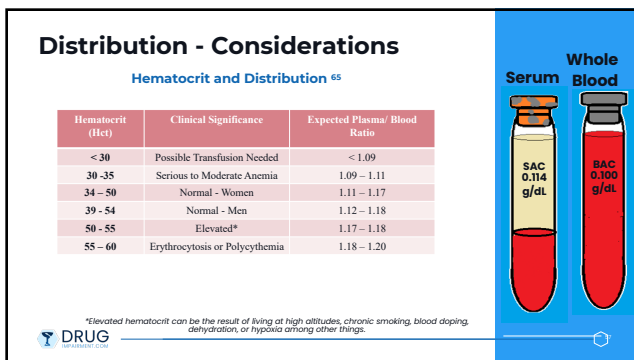 Distribution - Considerations
Hematocrit and Distribution 65
Hematocrit (Hct) Clinical Significance Expected Plasma/ Blood Ratio
< 30 Possible Transfusion Needed < 1.09
30 -35 Serious to Moderate Anemia 1.09 – 1.11
34 – 50 Normal - Women 1.11 – 1.17
39 - 54 Normal - Men 1.12 – 1.18
50 - 55 Elevated* 1.17 – 1.18
55 – 60 Erythrocytosis or Polycythemia 1.18 – 1.20
*Elevated hematocrit can be the result of living at high altitudes, chronic smoking, blood doping,
dehydration, or hypoxia among other things.
DRUG
IMPAIRMENT.COM
Serum
Whole
Blood
SAC
0.114
g/dL
BAC
0.100
g/dL